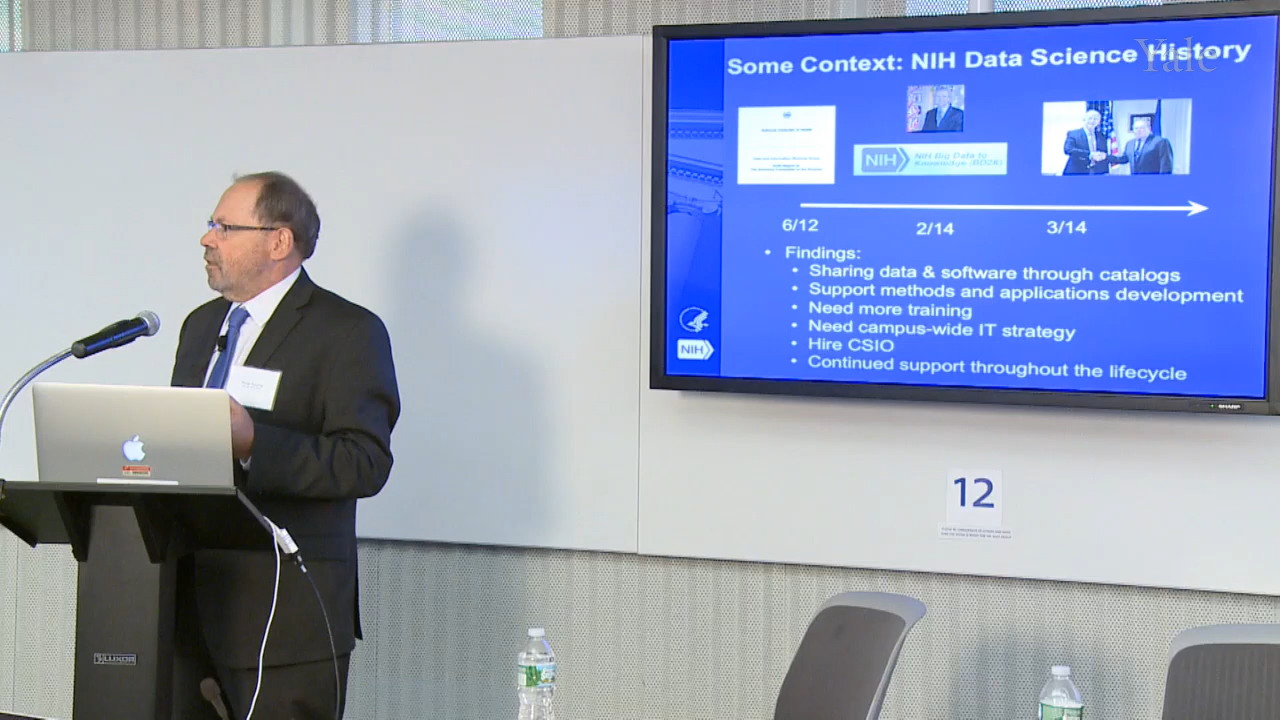 Yale
Some Context: NIH Data Science History
NIH
NIH Big Data to
Knowledge (BD2K)
6/12
2/14
3/14
• Findings:
• Sharing data & software through catalogs
• Support methods and applications development
• Need more training
• Need campus-wide IT strategy
• Hire CSIO
• Continued support throughout the lifecycle
NIH
SHARP
12
LUXOR